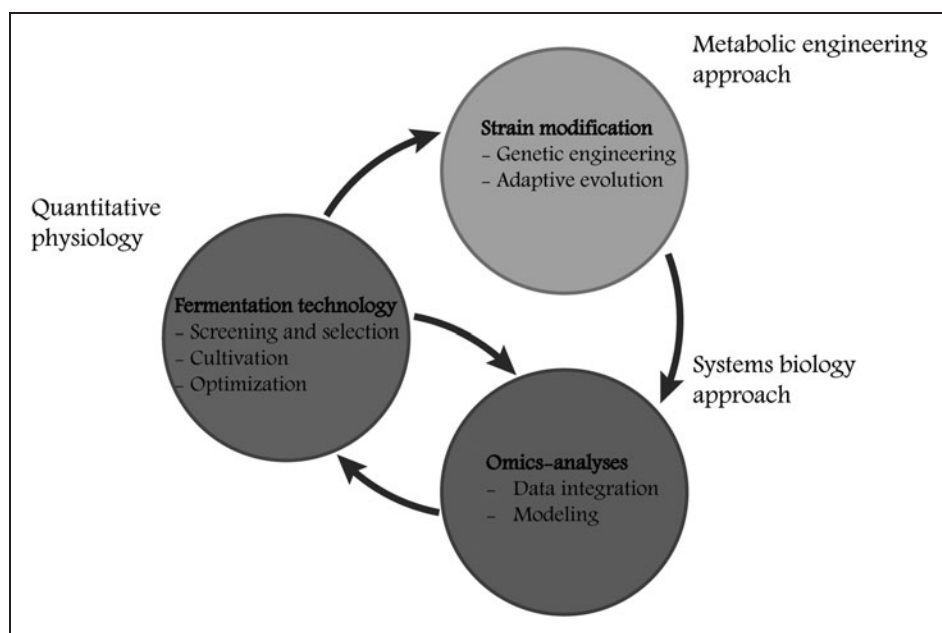 Metabolic engineering
approach
Strain modification
- Genetic engineering
- Adaptive evolution
Quantitative
physiology
Fermentation technology
- Screening and selection
- Cultivation
- Optimization
Systems biology
approach
Omics-analyses
- Data integration
- Modeling